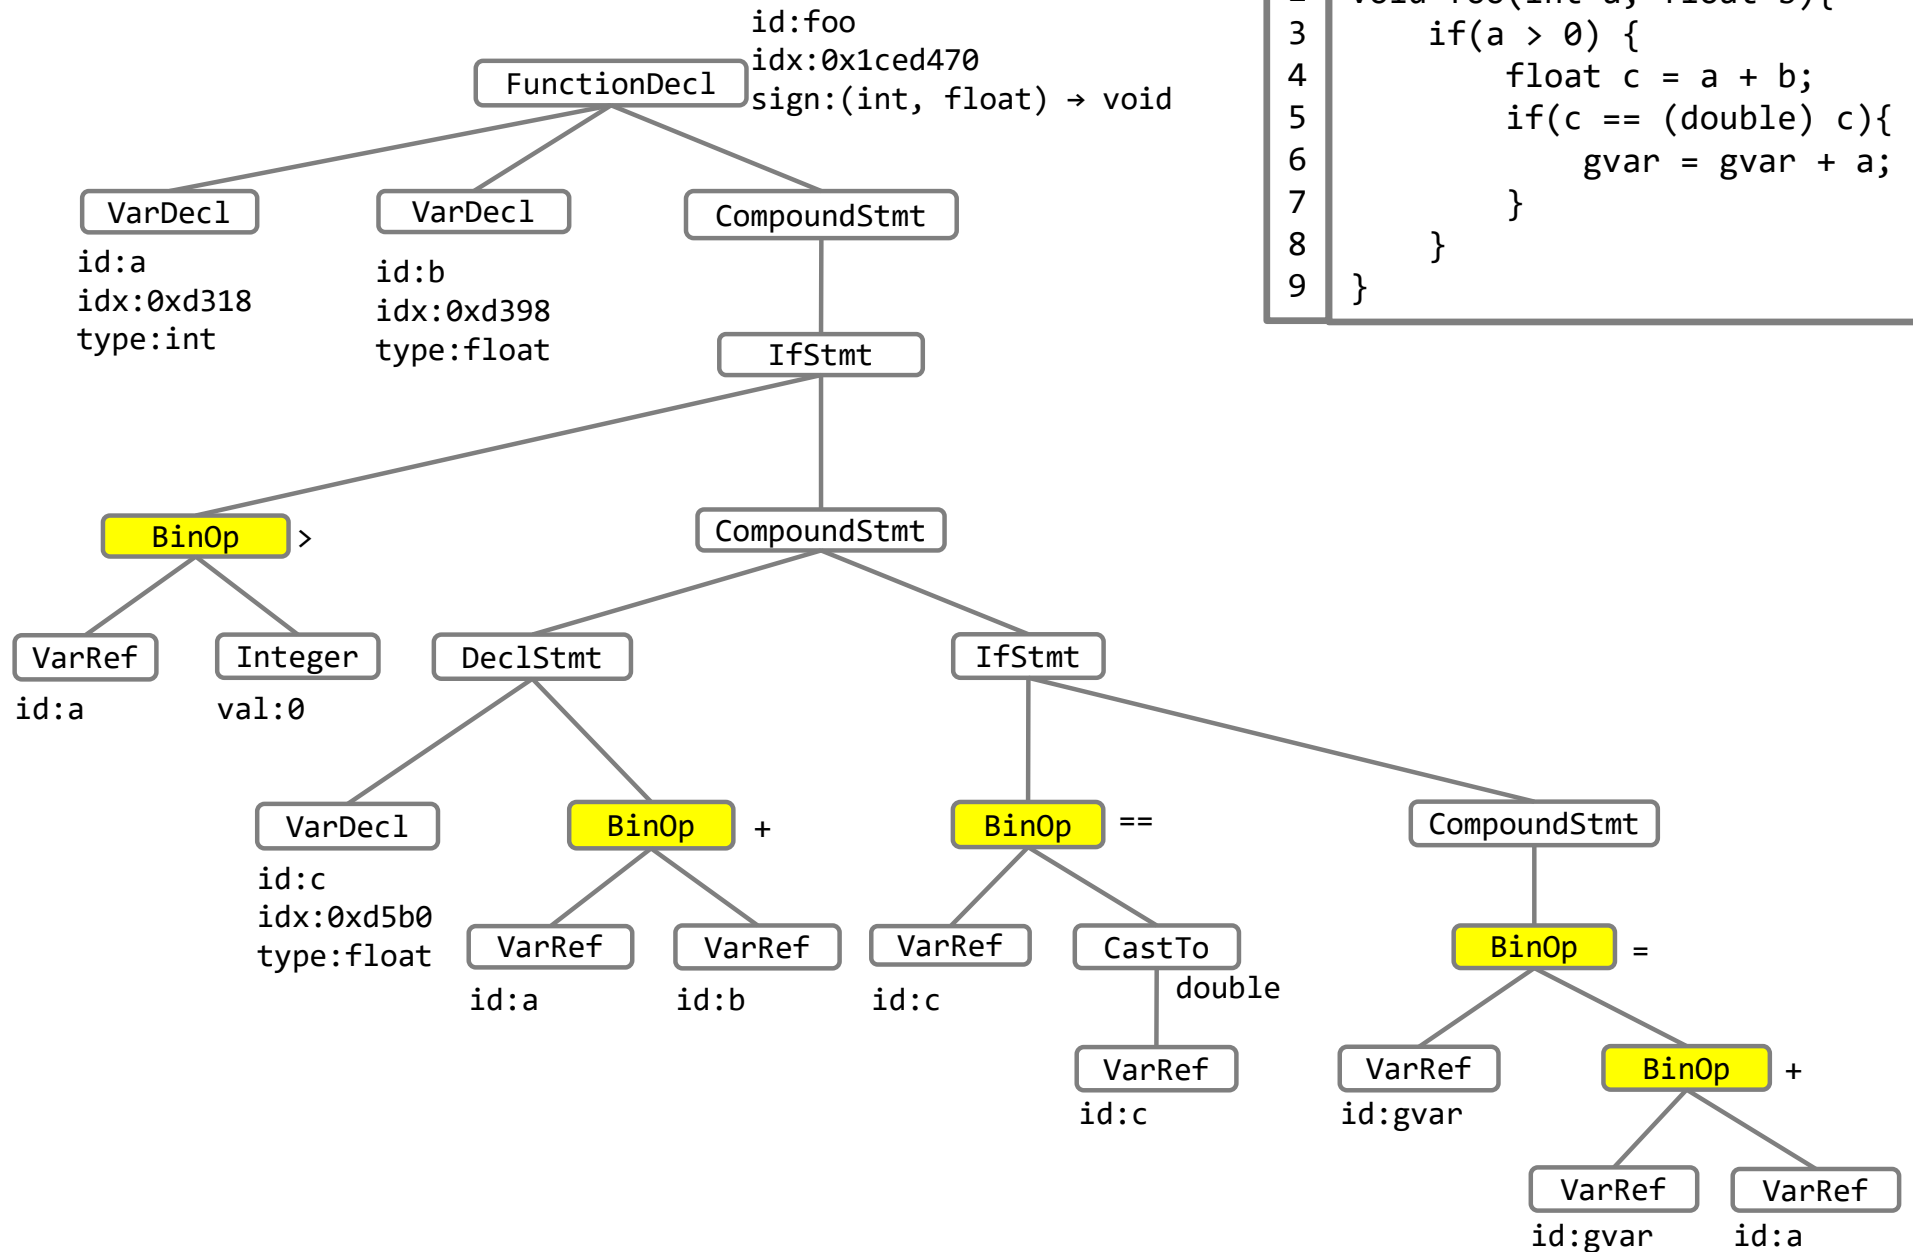 id:foo
idx:0x1ced470
FunctionDecl
sign:(int, float) → void
3 if(a > 0) {
4 float c = a + b;
5 if(c == (double) c){
6 gvar = gvar + a;
7 }
8 }
9 }
VarDecl
VarDecl
CompoundStmt
id:a
idx:0xd318
type:int
id:b
idx:0xd398
type:float
IfStmt
BinOp >
CompoundStmt
VarRef
Integer
DeclStmt
IfStmt
id:a
val:0
VarDecl
BinOp +
BinOp ==
CompoundStmt
id:c
idx:0xd5b0
type:float
VarRef
VarRef
VarRef
CastTo
double
BinOp =
id:a
id:b
id:c
VarRef
VarRef
BinOp +
id:c
id:gvar
VarRef
VarRef
id:gvar
id:a